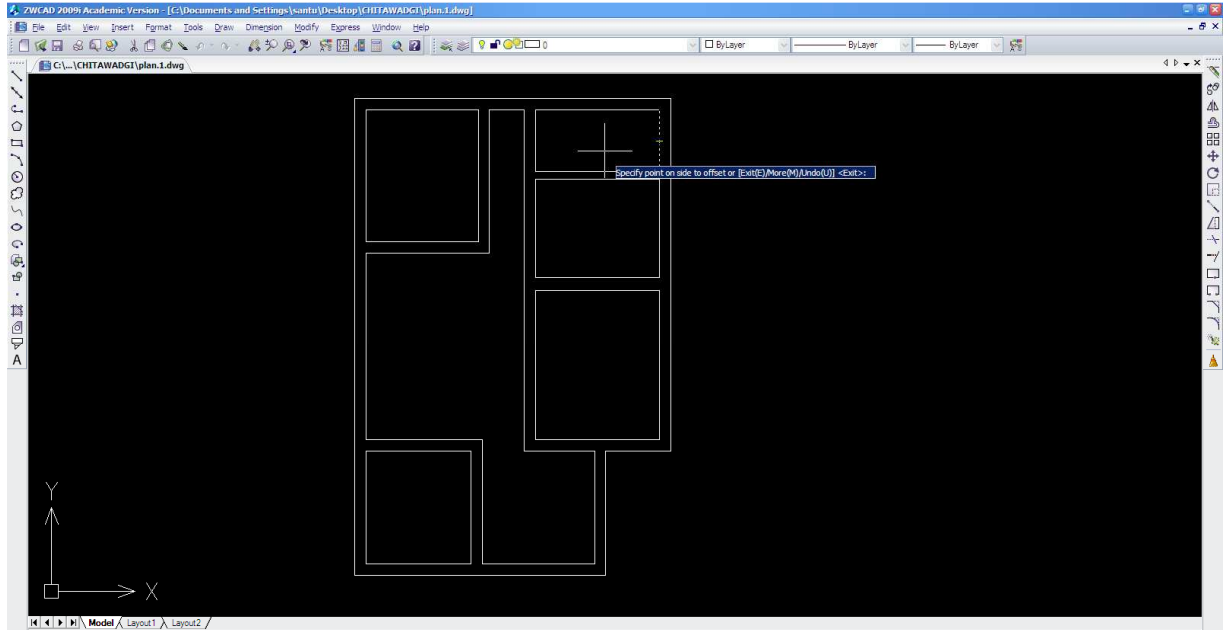 ZWCAD 2009i Academic Version - [C:\Documents and Settings\santu\Desktop\CHITAWADGI\plan.1.dwg]
File Edit View Insert Format Tools Draw Dimension Modify Express Window Help
0 ByLayer ByLayer ByLayer
C:\...\CHITAWADGI\plan.1.dwg
Specify point on side to offset or [Exit(E)/More(M)/Undo(U)] <Exit>:
A
Y
X
Model Layout1 Layout2